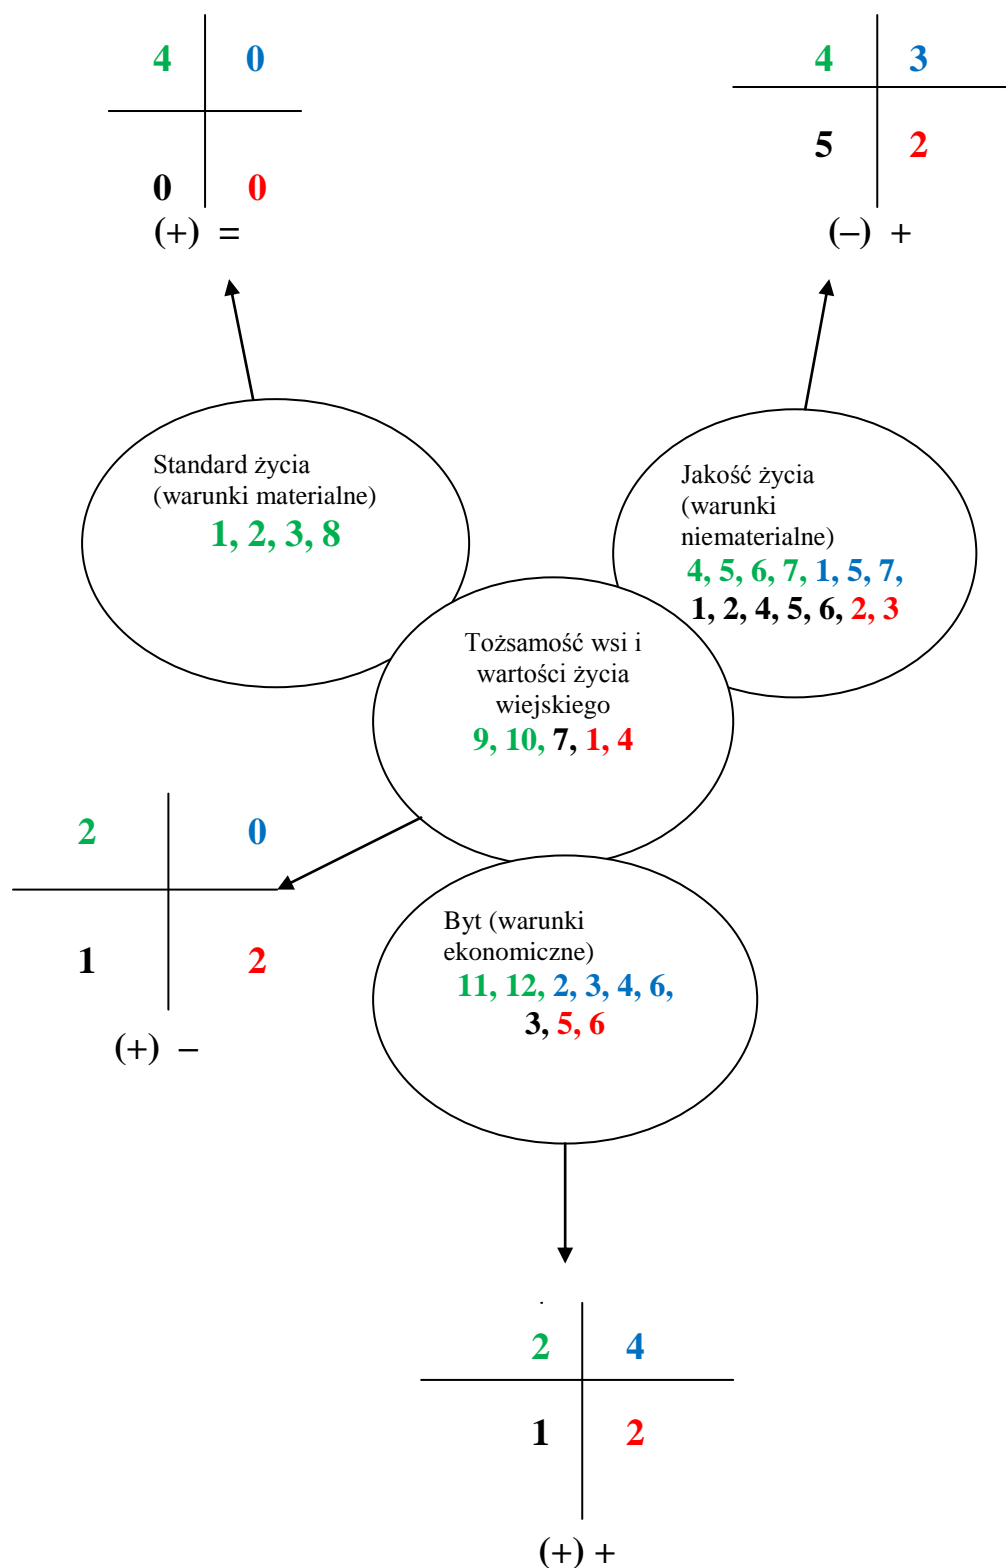 4 0
0 0
(+) =
4 3
5 2
(–) +
Standard życia
(warunki materialne)
1, 2, 3, 8
Jakość życia
(warunki
niematerialne)
4, 5, 6, 7, 1, 5, 7,
1, 2, 4, 5, 6, 2, 3
Tożsamość wsi i
wartości życia
wiejskiego
9, 10, 7, 1, 4
2 0
1 2
(+) –
Byt (warunki
ekonomiczne)
11, 12, 2, 3, 4, 6,
3, 5, 6
2 4
1 2
(+) +